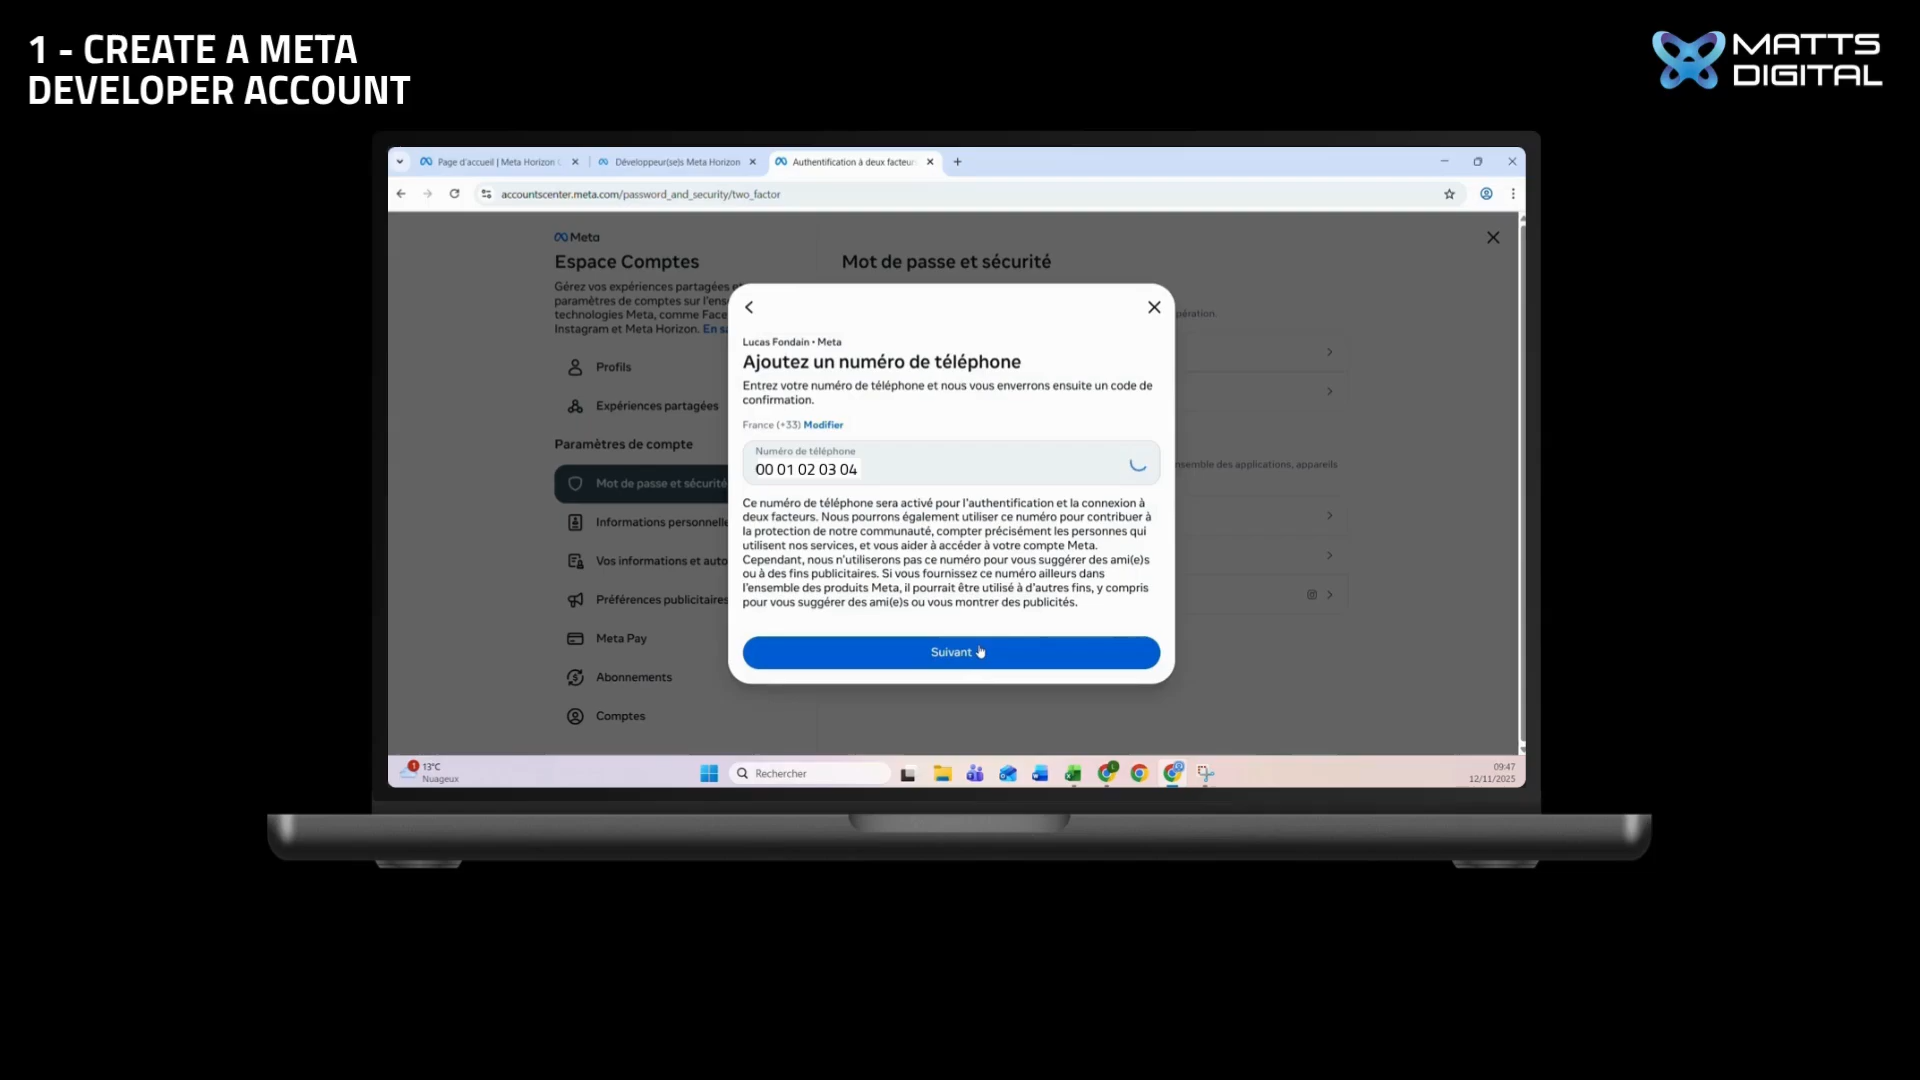 1 - CREATE A META
DEVELOPER ACCOUNT
MATTS
DIGITAL
Page d'accueil | Meta Horizon
Développeur(se)s Meta Horizon
Authentification à deux facteur
accountscenter.meta.com/password_and_security/two_factor
Meta
Espace Comptes
Gérez vos expériences partagées et
paramètres de comptes sur l'ens
technologies Meta, comme Face
Instagram et Meta Horizon. En sa
Profils
Expériences partagées
Paramètres de compte
Mot de passe et sécurité
Informations personnelle
Vos informations et auto
Préférences publicitaires
Meta Pay
Abonnements
Comptes
Mot de passe et sécurité
pération.
nsemble des applications, appareils
Lucas Fondain • Meta
Ajoutez un numéro de téléphone
Entrez votre numéro de téléphone et nous vous enverrons ensuite un code de
confirmation.
France (+33) Modifier
Numéro de téléphone
00 01 02 03 04
Ce numéro de téléphone sera activé pour l'authentification et la connexion à
deux facteurs. Nous pourrons également utiliser ce numéro pour contribuer à
la protection de notre communauté, compter précisément les personnes qui
utilisent nos services, et vous aider à accéder à votre compte Meta.
Cependant, nous n'utiliserons pas ce numéro pour vous suggérer des ami(e)s
ou à des fins publicitaires. Si vous fournissez ce numéro ailleurs dans
l'ensemble des produits Meta, il pourrait être utilisé à d'autres fins, y compris
pour vous suggérer des ami(e)s ou vous montrer des publicités.
Suivant
1
13°C
Nuageux
Rechercher
09:47
12/11/2025